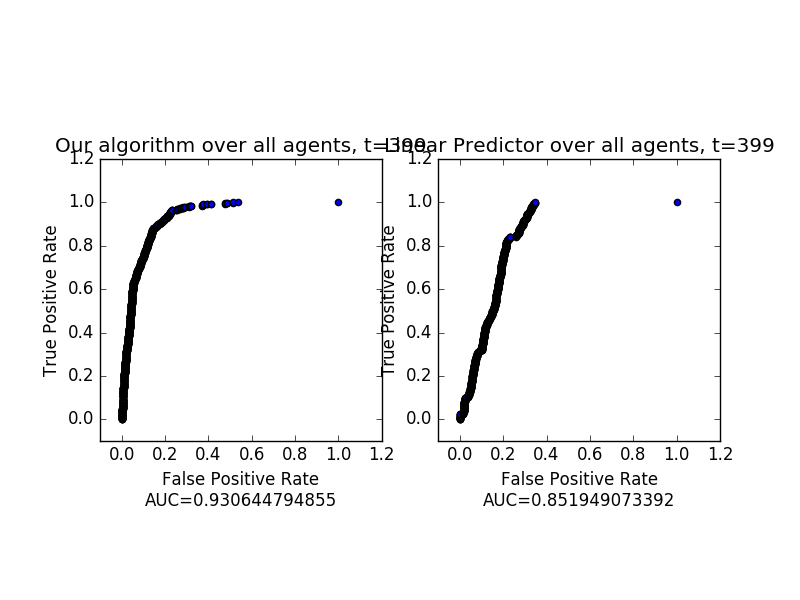 Our algorithm over all agents, t=399
Linear Predictor over all agents, t=399
True Positive Rate
1.2
1.0
0.8
0.6
0.4
0.2
0.0
0.0 0.2 0.4 0.6 0.8 1.0 1.2
False Positive Rate
AUC=0.930644794855
True Positive Rate
1.2
1.0
0.8
0.6
0.4
0.2
0.0
0.0 0.2 0.4 0.6 0.8 1.0 1.2
False Positive Rate
AUC=0.851949073392